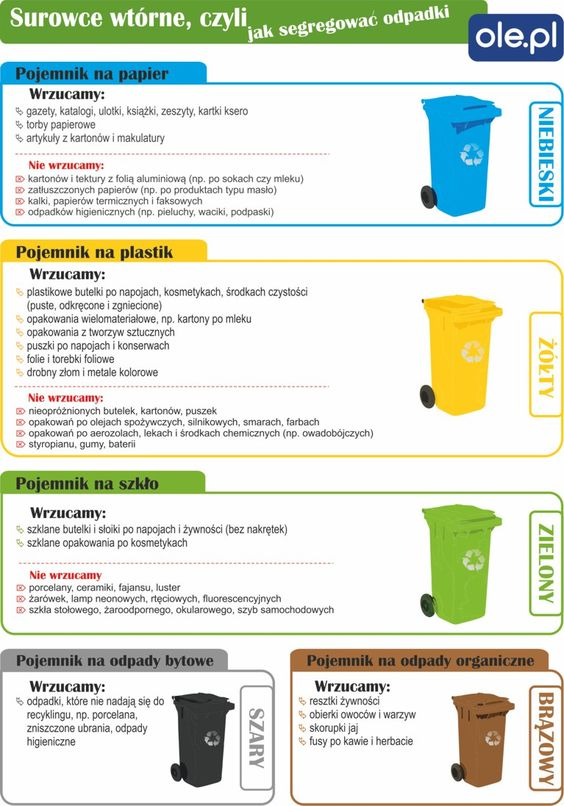 Surowce wtórne, czyli jak segregować odpadki
ole.pl
Pojemnik na papier
Wrzucamy:
gazety, katalogi, ulotki, książki, zeszyty, kartki ksero
torby papierowe
artykuły z kartonów i makulatury
Nie wrzucamy:
kartonów i tektury z folią aluminiową (np. po sokach czy mleku)
zatłuszczonych papierów (np. po produktach typu masło)
kalki, papierów termicznych i faksowych
odpadków higienicznych (np. pieluchy, waciki, podpaski)
NIEBIESKI
Pojemnik na plastik
Wrzucamy:
plastikowe butelki po napojach, kosmetykach, środkach czystości
(puste, odkręcone i zgniecione)
opakowania wielomateriałowe, np. kartony po mleku
opakowania z tworzyw sztucznych
puszki po napojach i konserwach
folie i torebki foliowe
drobny złom i metale kolorowe
Nie wrzucamy:
nieopróżnionych butelek, kartonów, puszek
opakowań po olejach spożywczych, silnikowych, smarach, farbach
opakowań po aerozolach, lekach i środkach chemicznych (np. owadobójczych)
styropianu, gumy, baterii
ŻÓŁTY
Pojemnik na szkło
Wrzucamy:
szklane butelki i słoiki po napojach i żywności (bez nakrętek)
szklane opakowania po kosmetykach
Nie wrzucamy
porcelany, ceramiki, fajansu, luster
żarówek, lamp neonowych, rtęciowych, fluorescencyjnych
szkła stołowego, żaroodpornego, okularowego, szyb samochodowych
ZIELONY
Pojemnik na odpady bytowe
Wrzucamy:
odpadki, które nie nadają się do
recyklingu, np. porcelana,
zniszczone ubrania, odpady
higieniczne
SZARY
Pojemnik na odpady organiczne
Wrzucamy:
resztki żywności
obierki owoców i warzyw
skorupki jaj
fusy po kawie i herbacie
BRĄZOWY